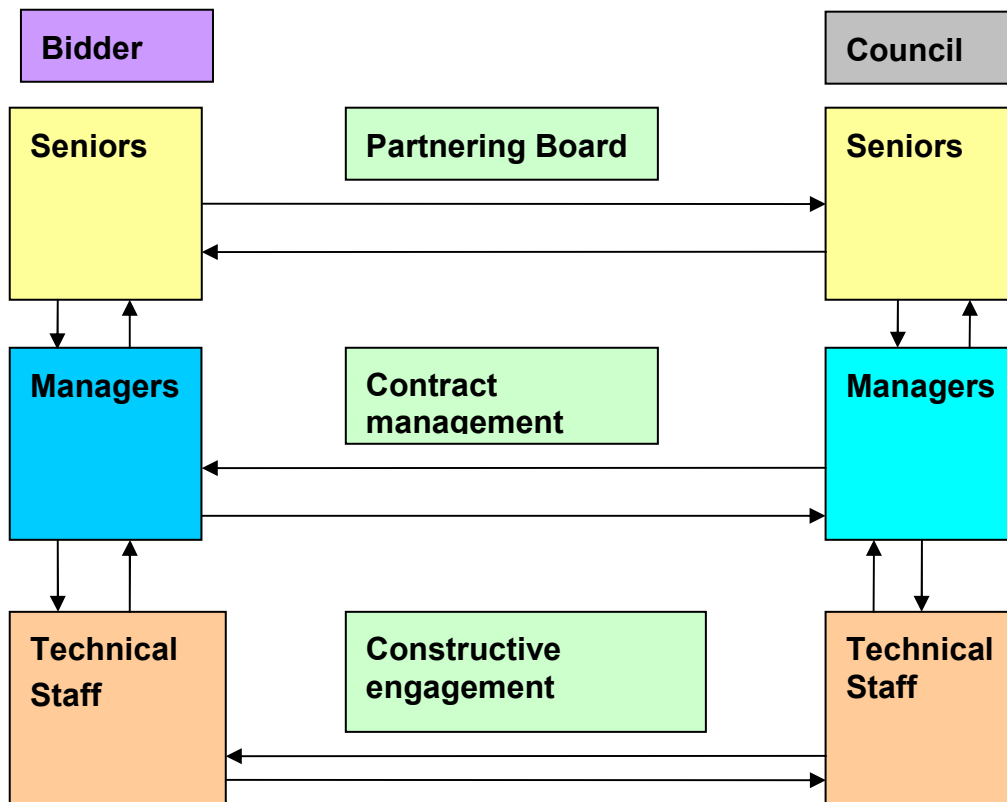 Bidder
Council
Seniors
Partnering Board
Seniors
Managers
Contract
management
Managers
Technical
Staff
Constructive
engagement
Technical
Staff